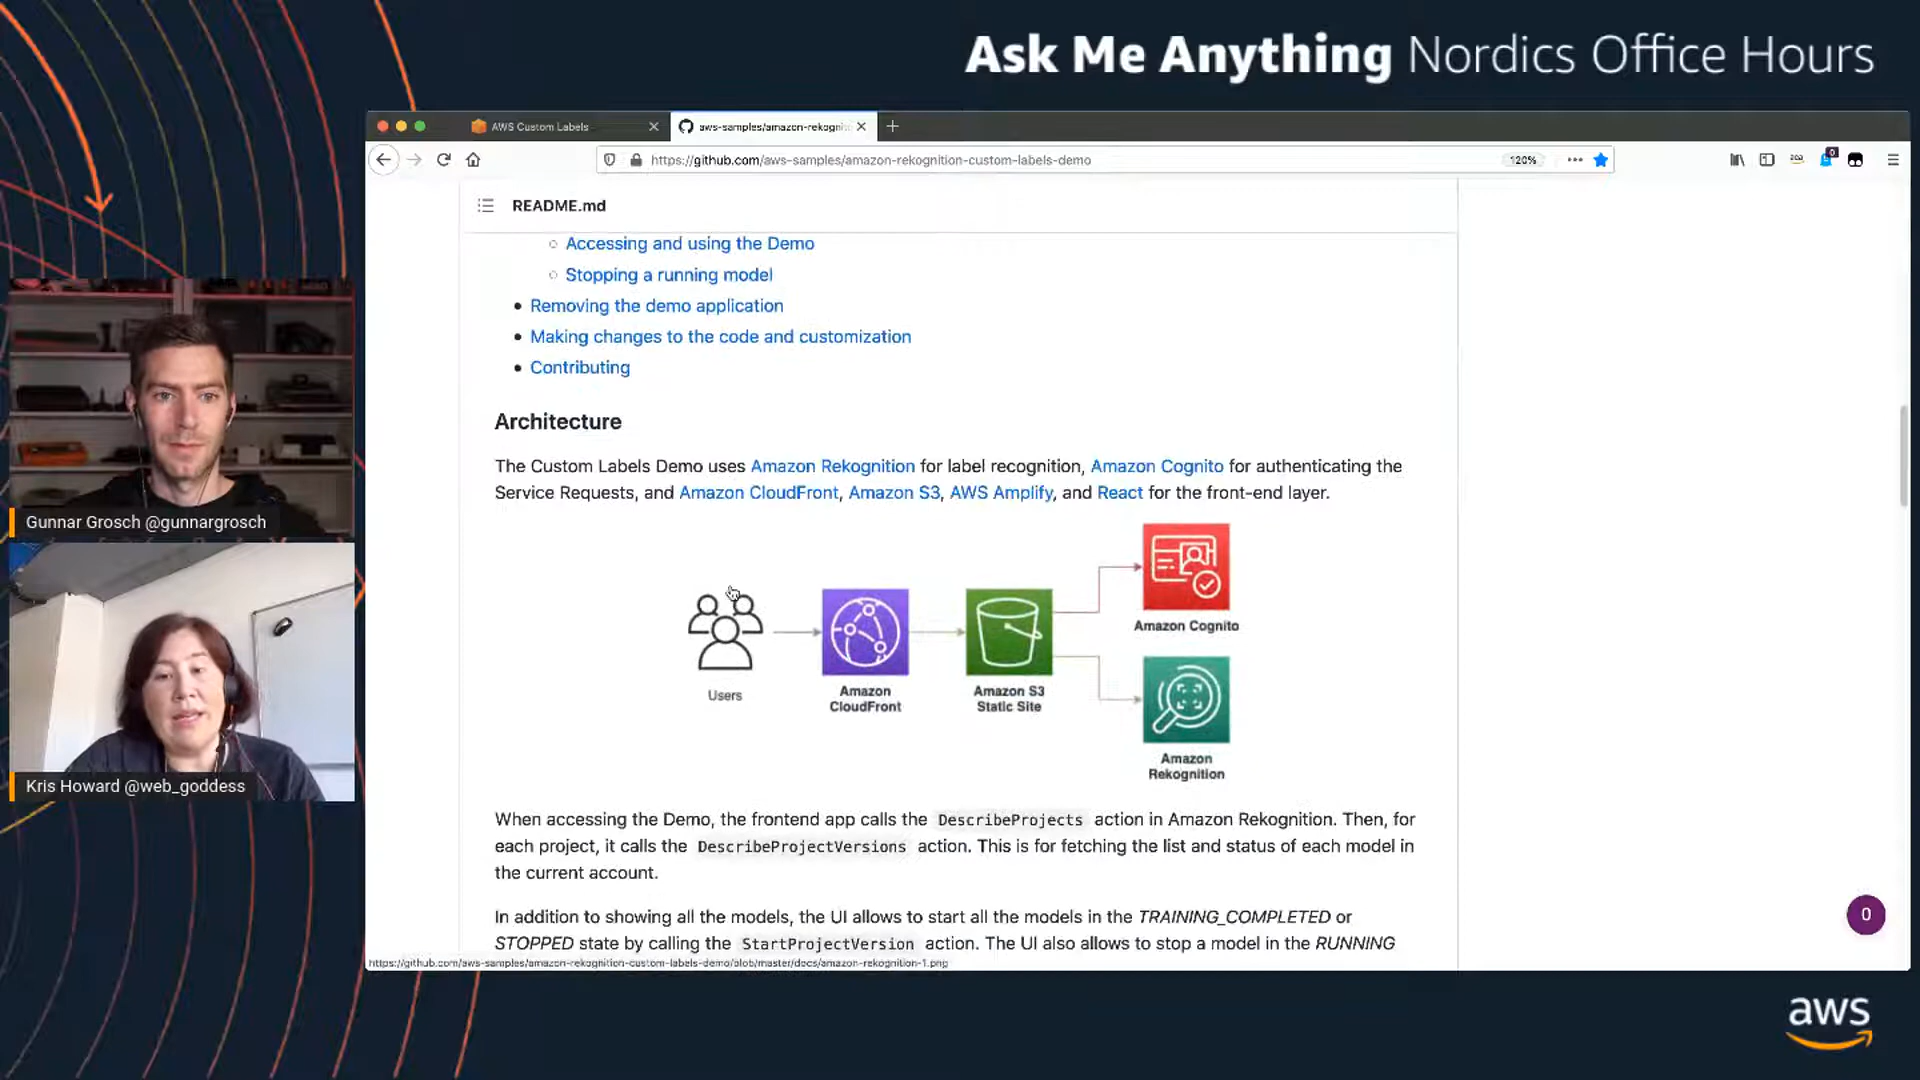 Ask Me Anything Nordics Office Hours
AWS Custom Labels
aws-samples/amazon-rekognit
https://github.com/aws-samples/amazon-rekognition-custom-labels-demo
120%
0
README.md
Accessing and using the Demo
Stopping a running model
Removing the demo application
Making changes to the code and customization
Contributing
Architecture
The Custom Labels Demo uses Amazon Rekognition for label recognition, Amazon Cognito for authenticating the
Service Requests, and Amazon CloudFront, Amazon S3, AWS Amplify, and React for the front-end layer.
Users
Amazon
CloudFront
Amazon S3
Static Site
Amazon Cognito
Amazon
Rekognition
When accessing the Demo, the frontend app calls the DescribeProjects action in Amazon Rekognition. Then, for
each project, it calls the DescribeProjectVersions action. This is for fetching the list and status of each model in
the current account.
In addition to showing all the models, the UI allows to start all the models in the TRAINING_COMPLETED or
STOPPED state by calling the StartProjectVersion action. The UI also allows to stop a model in the RUNNING
https://github.com/aws-samples/amazon-rekognition-custom-labels-demo/blob/master/docs/amazon-rekognition-1.png
0
Gunnar Grosch @gunnargrosch
Kris Howard @web_goddess
aws